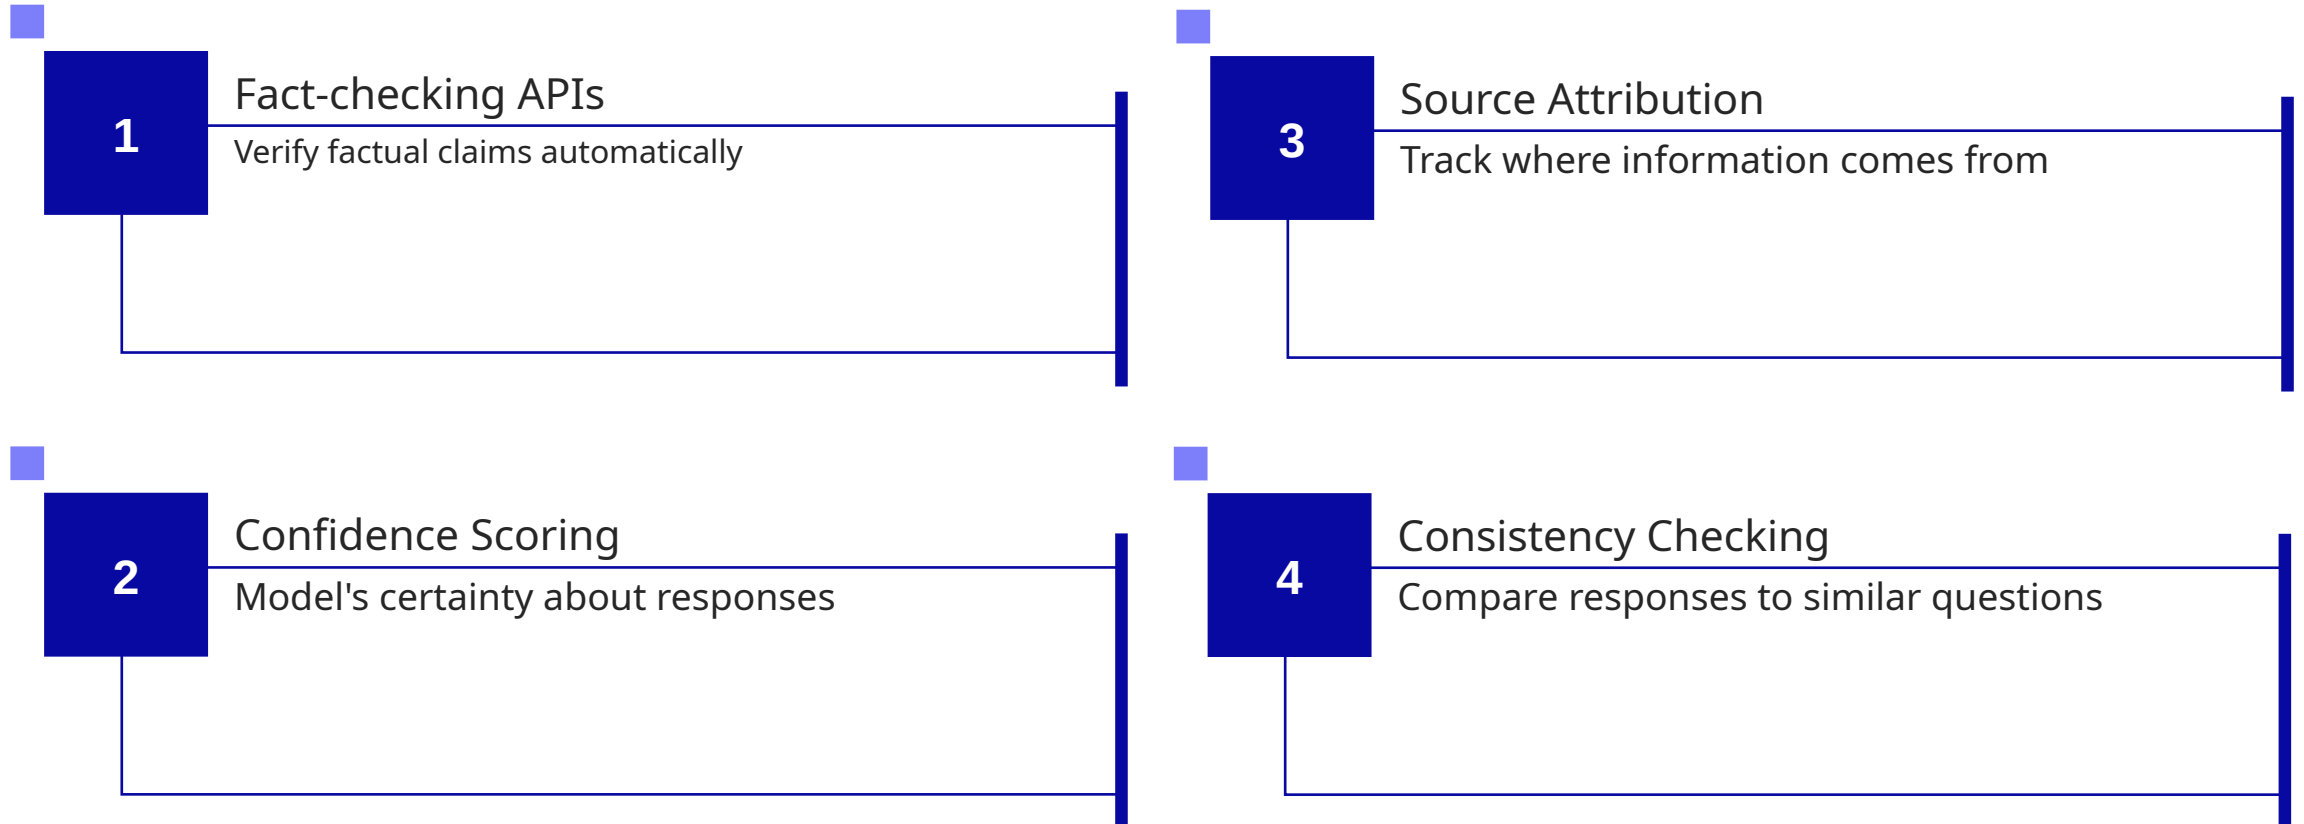 1
Fact-checking APIs
Verify factual claims automatically
2
Confidence Scoring
Model's certainty about responses
3
Source Attribution
Track where information comes from
4
Consistency Checking
Compare responses to similar questions